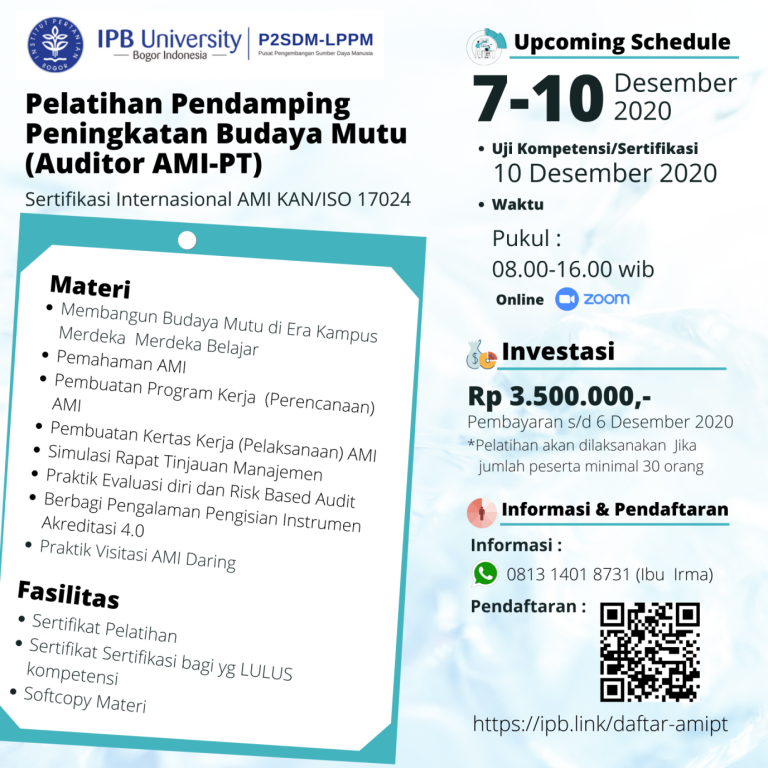 IPB University
Bogor Indonesia
P2SDM-LPPM
Pusat Pengembangan Sumber Daya Manusia
INSTITUT PERTANIAN
BOGOR
Pelatihan Pendamping
Peningkatan Budaya Mutu
(Auditor AMI-PT)
Sertifikasi Internasional AMI KAN/ISO 17024
Materi
• Membangun Budaya Mutu di Era Kampus
Merdeka Merdeka Belajar
• Pemahaman AMI
• Pembuatan Program Kerja (Perencanaan)
AMI
• Pembuatan Kertas Kerja (Pelaksanaan) AMI
• Simulasi Rapat Tinjauan Manajemen
• Praktik Evaluasi diri dan Risk Based Audit
• Berbagi Pengalaman Pengisian Instrumen
Akreditasi 4.0
• Praktik Visitasi AMI Daring
Fasilitas
• Sertifikat Pelatihan
• Sertifikat Sertifikasi bagi yg LULUS
kompetensi
• Softcopy Materi
Upcoming Schedule
7-10 Desember
2020
• Uji Kompetensi/Sertifikasi
10 Desember 2020
• Waktu
Pukul :
08.00-16.00 wib
Online zoom
Investasi
Rp 3.500.000,-
Pembayaran s/d 6 Desember 2020
*Pelatihan akan dilaksanakan Jika
jumlah peserta minimal 30 orang
Informasi & Pendaftaran
Informasi :
0813 1401 8731 (Ibu Irma)
Pendaftaran :
https://ipb.link/daftar-amipt